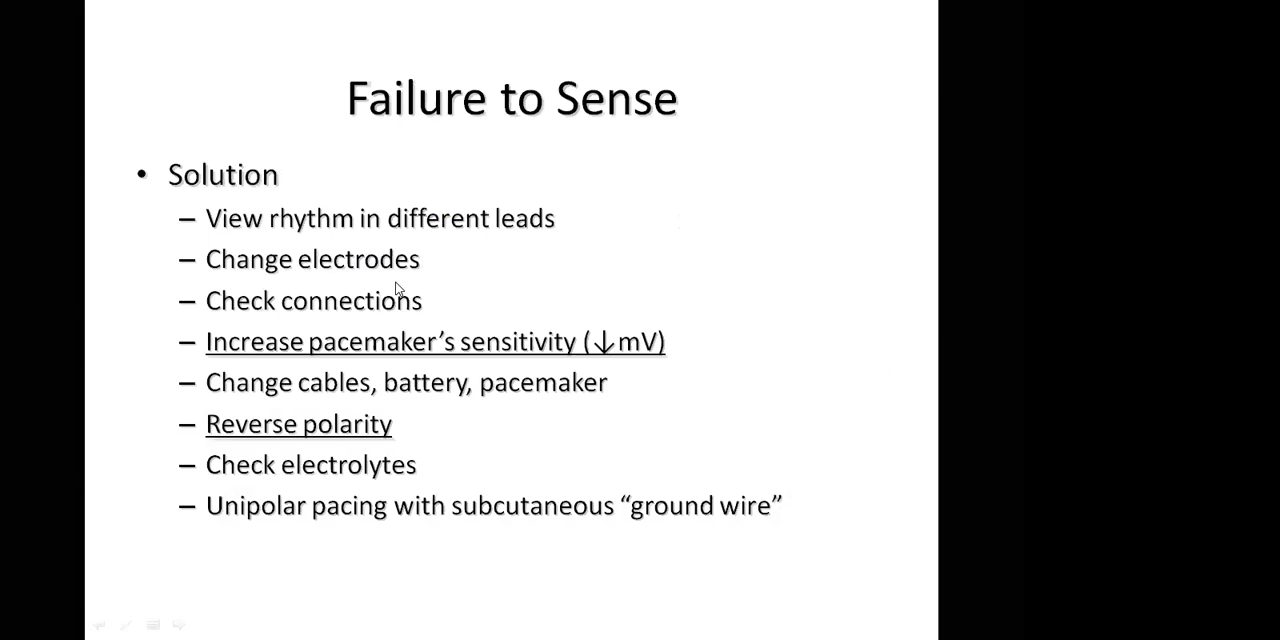 Failure to Sense
• Solution
– View rhythm in different leads
– Change electrodes
– Check connections
– Increase pacemaker’s sensitivity (↓mV)
– Change cables, battery, pacemaker
– Reverse polarity
– Check electrolytes
– Unipolar pacing with subcutaneous “ground wire”